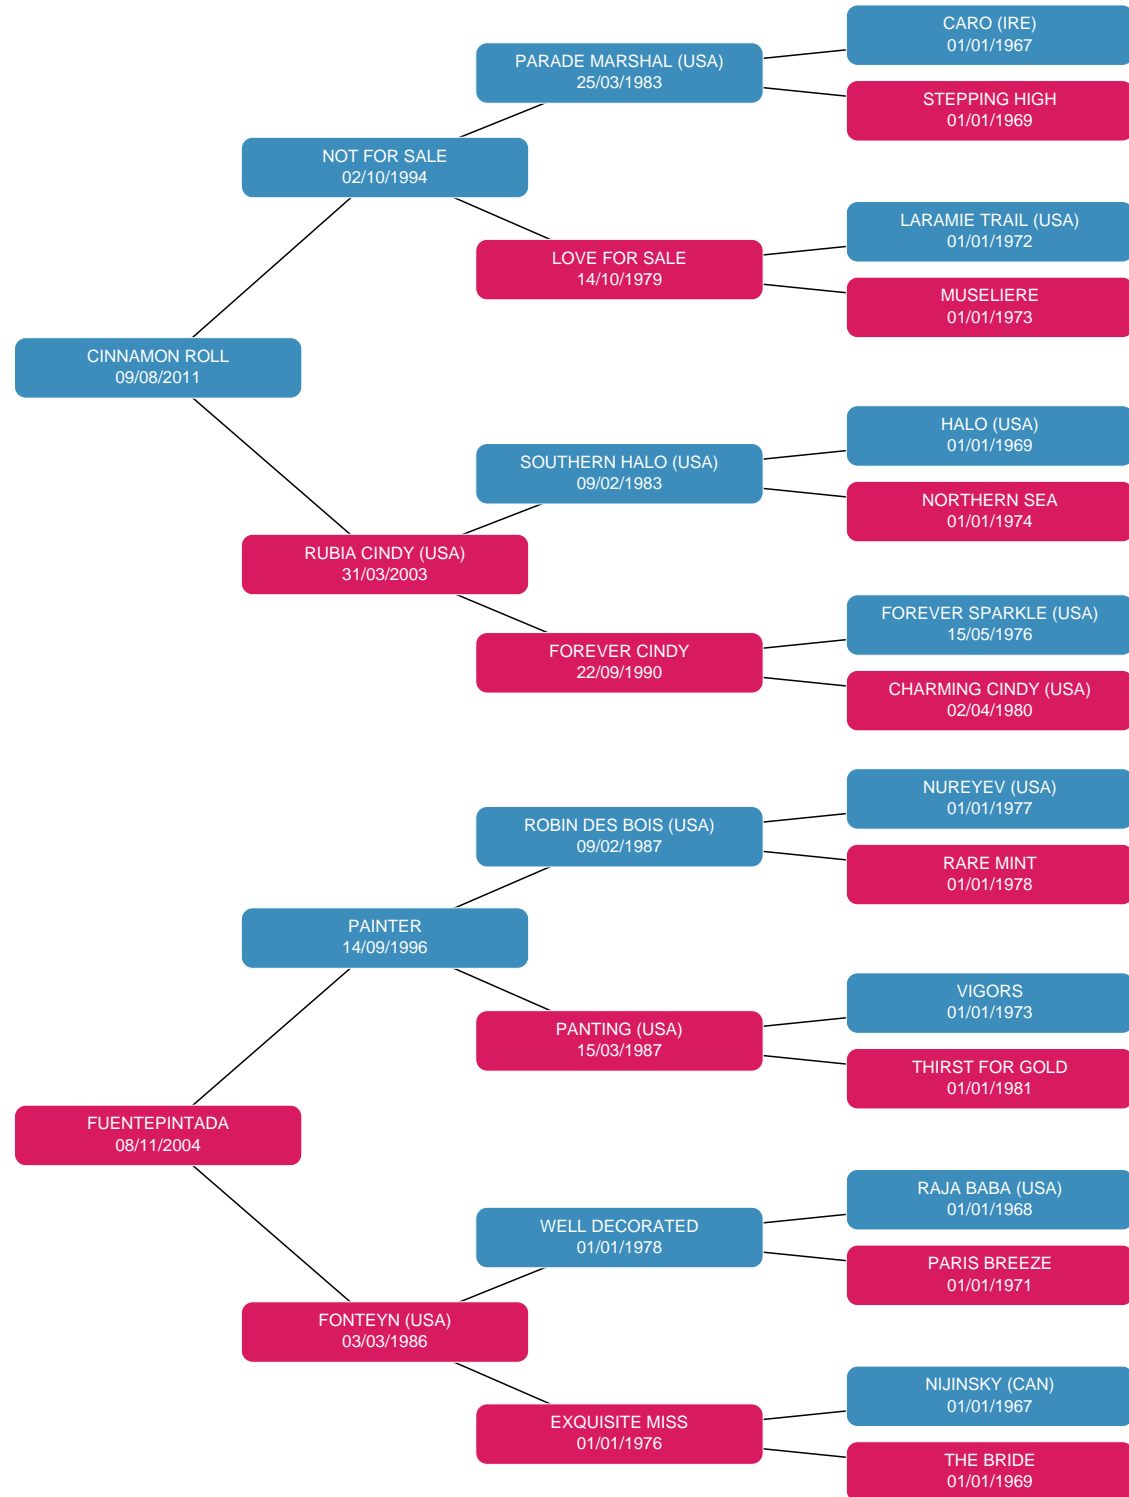 CARO (IRE)
01/01/1967
PARADE MARSHAL (USA)
25/03/1983
STEPPING HIGH
01/01/1969
NOT FOR SALE
02/10/1994
LARAMIE TRAIL (USA)
01/01/1972
LOVE FOR SALE
14/10/1979
MUSELIERE
01/01/1973
CINNAMON ROLL
09/08/2011
HALO (USA)
01/01/1969
SOUTHERN HALO (USA)
09/02/1983
NORTHERN SEA
01/01/1974
RUBIA CINDY (USA)
31/03/2003
FOREVER SPARKLE (USA)
15/05/1976
FOREVER CINDY
22/09/1990
CHARMING CINDY (USA)
02/04/1980
NUREYEV (USA)
01/01/1977
ROBIN DES BOIS (USA)
09/02/1987
RARE MINT
01/01/1978
PAINTER
14/09/1996
VIGORS
01/01/1973
PANTING (USA)
15/03/1987
THIRST FOR GOLD
01/01/1981
FUENTEPINTADA
08/11/2004
RAJA BABA (USA)
01/01/1968
WELL DECORATED
01/01/1978
PARIS BREEZE
01/01/1971
FONTEYN (USA)
03/03/1986
NIJINSKY (CAN)
01/01/1967
EXQUISITE MISS
01/01/1976
THE BRIDE
01/01/1969